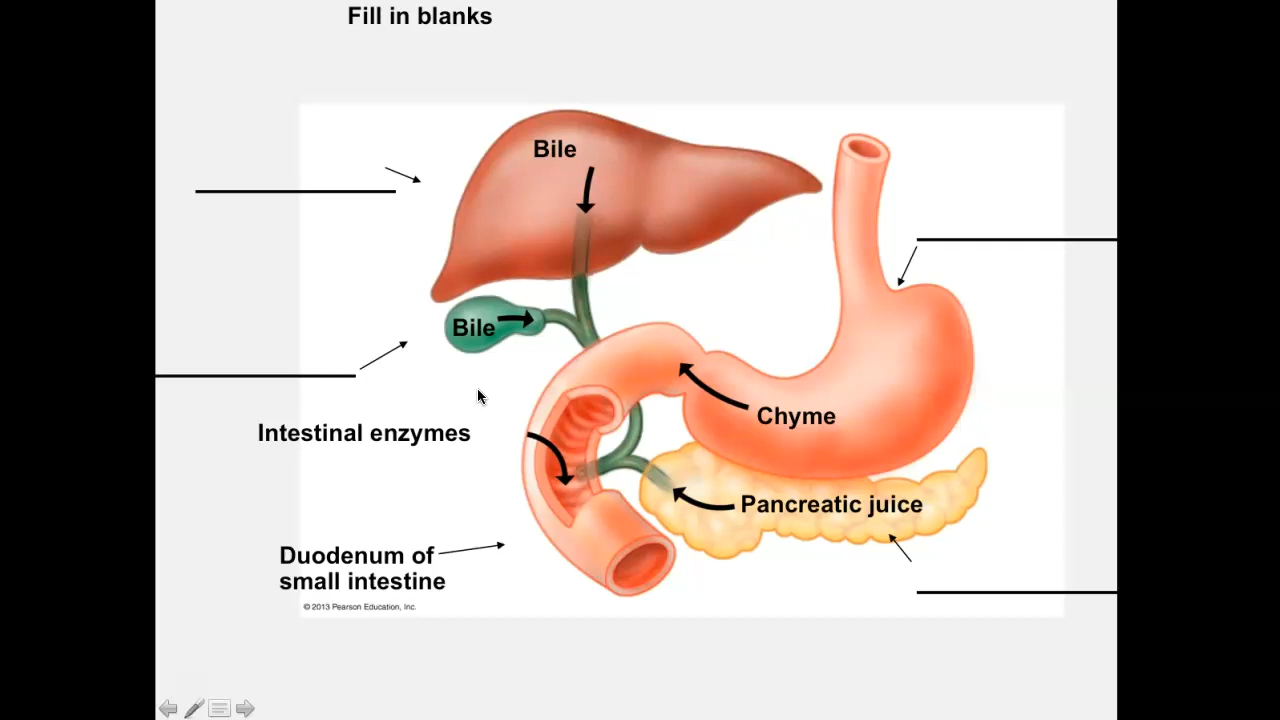 Fill in blanks
Bile
Bile
Chyme
Intestinal enzymes
Pancreatic juice
Duodenum of
small intestine
© 2013 Pearson Education, Inc.